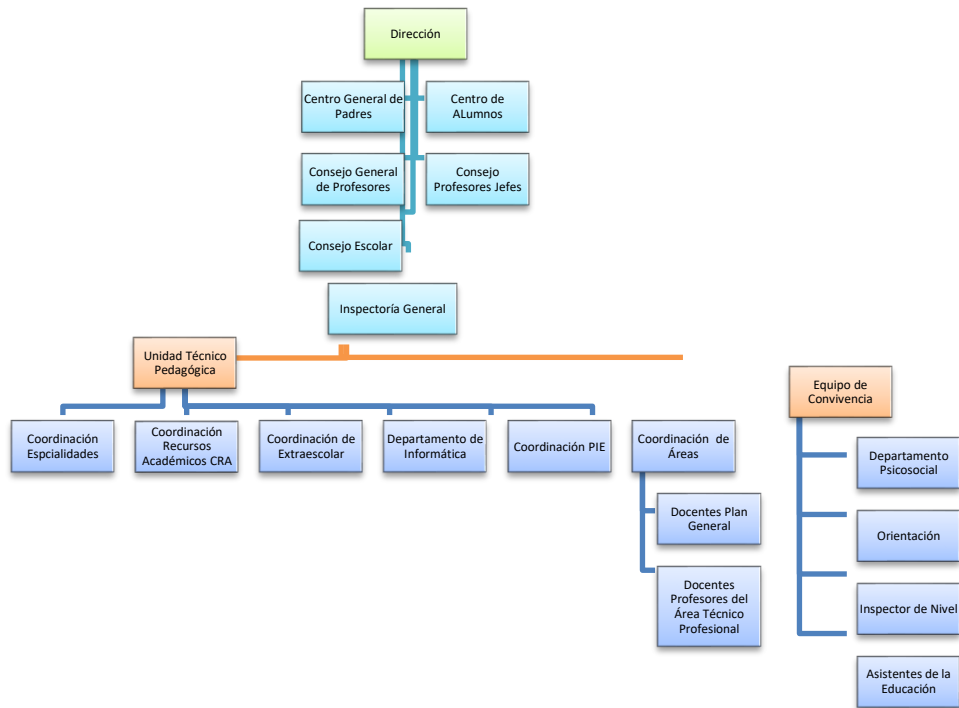 Dirección
Centro General de
Padres
Centro de
ALumnos
Consejo General
de Profesores
Consejo
Profesores Jefes
Consejo Escolar
Inspectoría General
Unidad Técnico
Pedagógica
Equipo de
Convivencia
Coordinación
Espcialidades
Coordinación
Recursos
Académicos CRA
Coordinación de
Extraescolar
Departamento de
Informática
Coordinación PIE
Coordinación de
Áreas
Docentes Plan
General
Docentes
Profesores del
Área Técnico
Profesional
Departamento
Psicosocial
Orientación
Inspector de Nivel
Asistentes de la
Educación